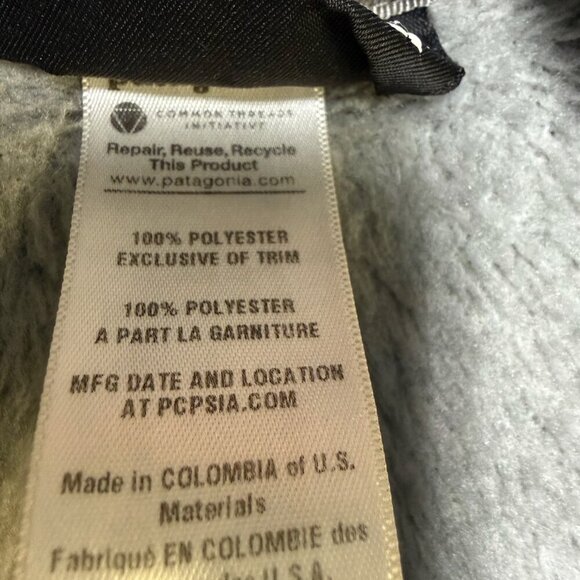 COMMON THREADS
INITIATIVE
Repair, Reuse, Recycle
This Product
www.patagonia.com
100% POLYESTER
EXCLUSIVE OF TRIM
100% POLYESTER
A PART LA GARNITURE
MFG DATE AND LOCATION
AT PCPSIA.COM
Made in COLOMBIA of U.S.
Materials
Fabriqué EN COLOMBIE des
des U.S.A.